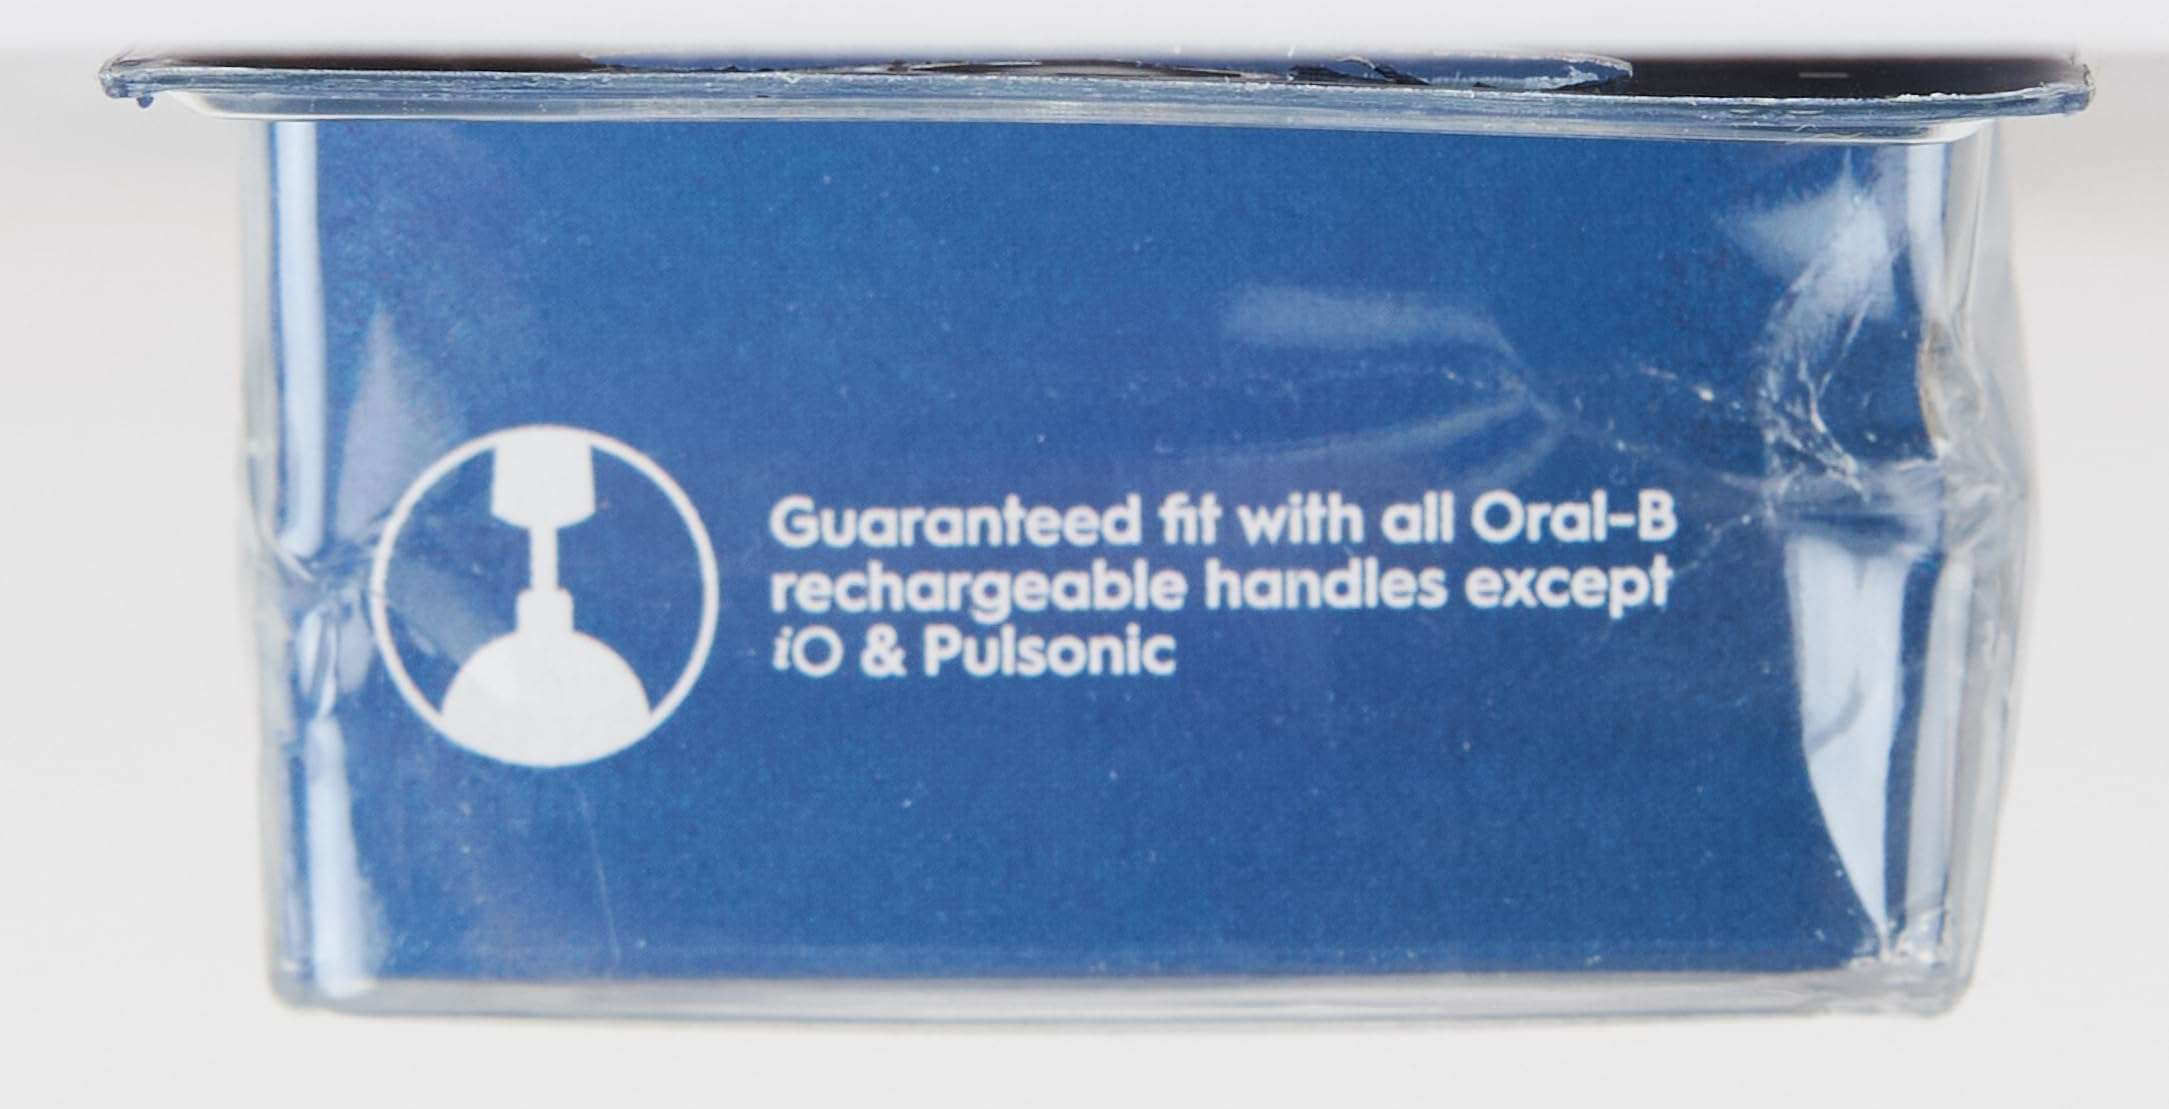 Guaranteed fit with all Oral-B
rechargeable handles except
iO & Pulsonic